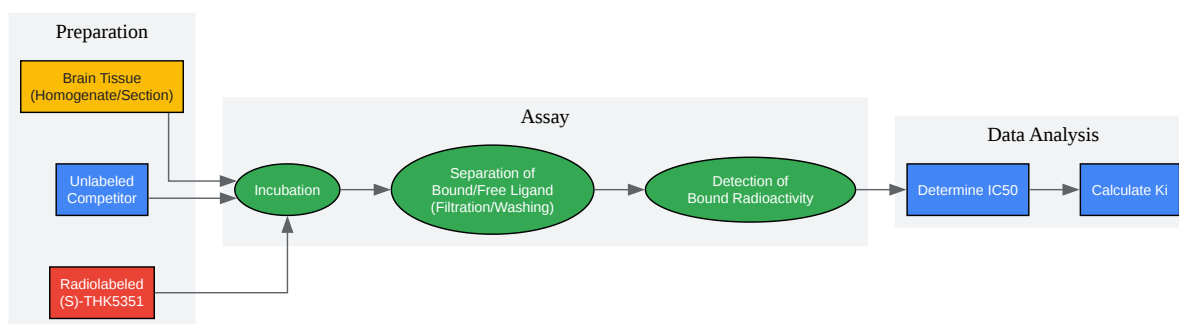 Preparation
Brain Tissue
(Homogenate/Section)
Unlabeled
Competitor
Radiolabeled
(S)-THK5351
Assay
Incubation
Separation of
Bound/Free Ligand
(Filtration/Washing)
Detection of
Bound Radioactivity
Data Analysis
Determine IC50
Calculate Ki